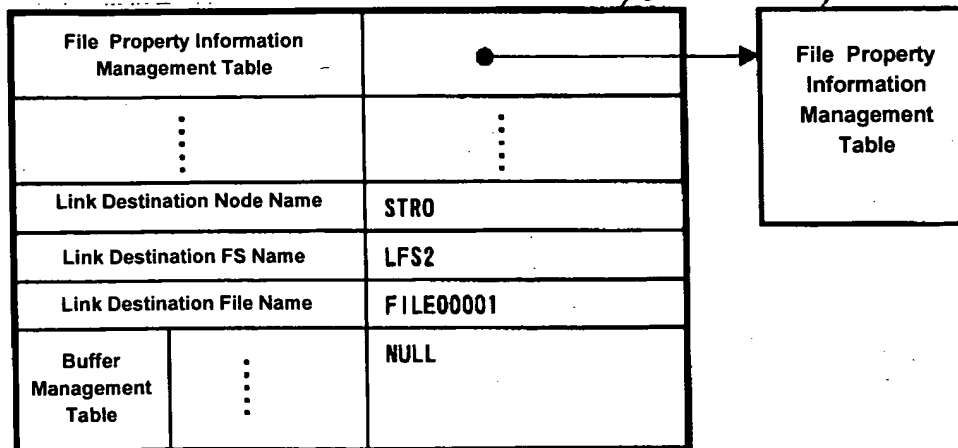 File Property Information
Management Table
Link Destination Node Name
STR0
Link Destination FS Name
LFS2
Link Destination File Name
FILE00001
Buffer
Management
Table
NULL
File Property
Information
Management
Table